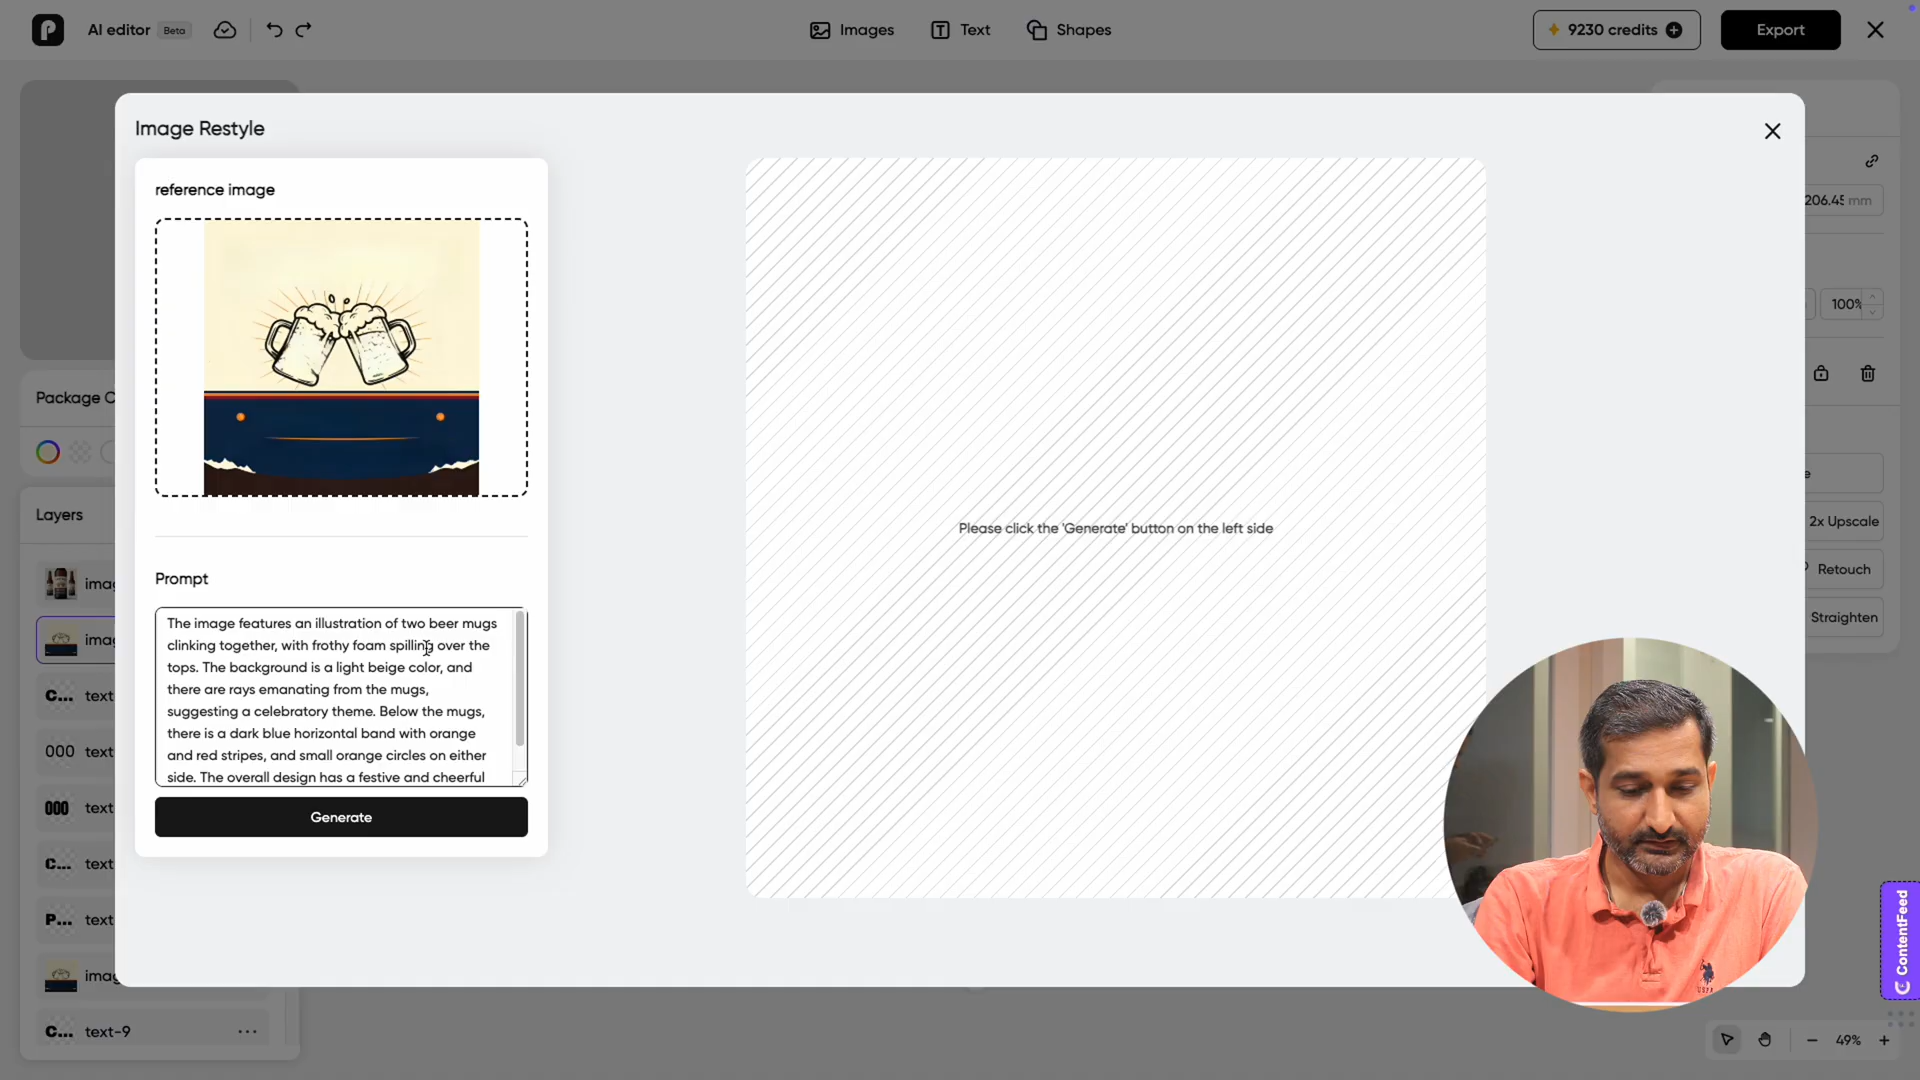 AI editor
Beta
Images
Text
Shapes
9230 credits
Export
Image Restyle
reference image
Prompt
The image features an illustration of two beer mugs
clinking together, with frothy foam spilling over the
tops. The background is a light beige color, and
there are rays emanating from the mugs,
suggesting a celebratory theme. Below the mugs,
there is a dark blue horizontal band with orange
and red stripes, and small orange circles on either
side. The overall design has a festive and cheerful
Generate
Please click the 'Generate' button on the left side
Package C
Layers
imag
imag
C... text
000 text
000 text
C... text
P... text
imag
C... text-9
...
206.45 mm
100%
e
2x Upscale
Retouch
Straighten
ContentFeed
49%